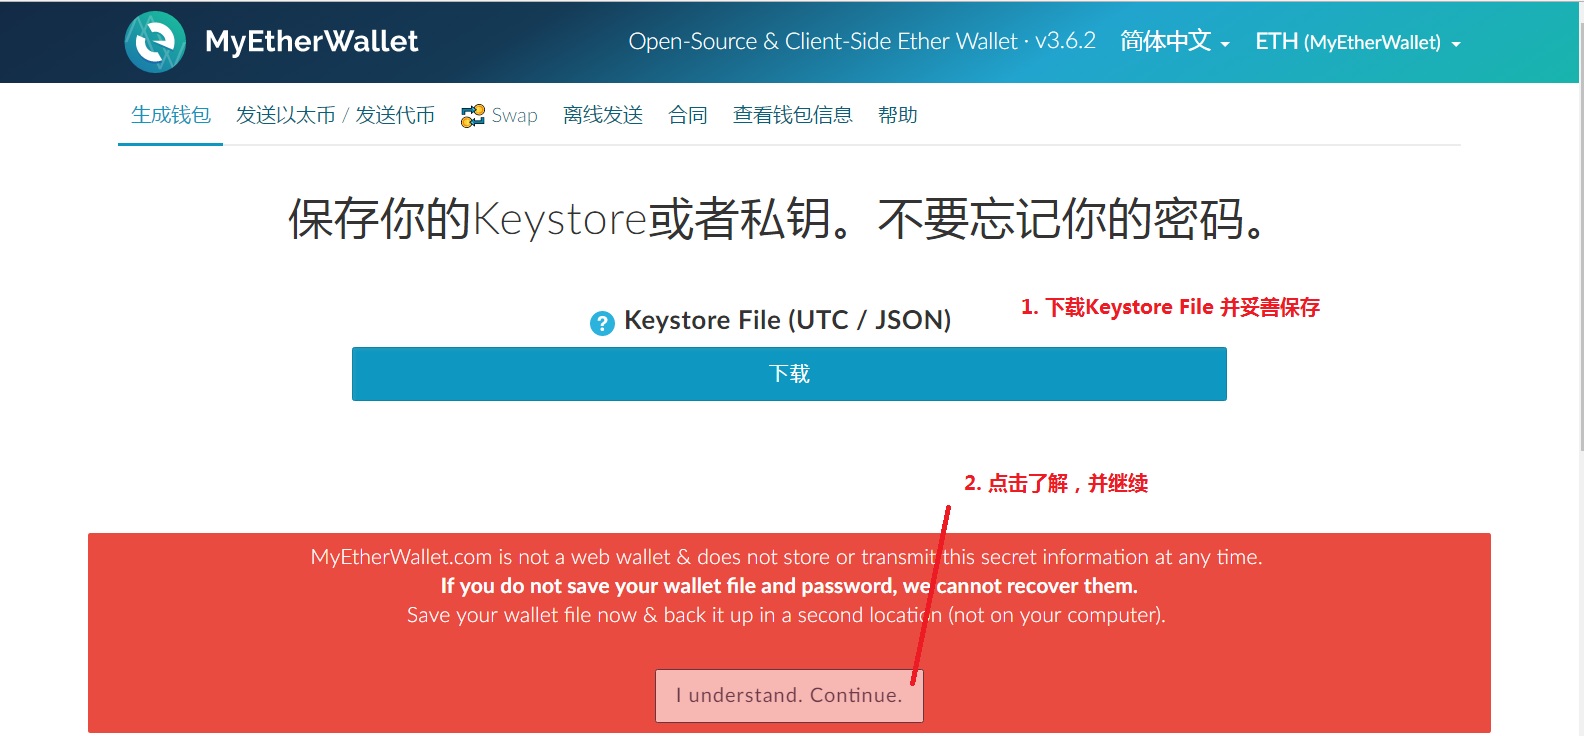 MyEtherWallet
Open-Source & Client-Side Ether Wallet · v3.6.2 简体中文 ETH (MyEtherWallet)
生成钱包 发送以太币 / 发送代币 Swap 离线发送 合同 查看钱包信息 帮助
保存你的Keystore或者私钥。不要忘记你的密码。
1. 下载Keystore File 并妥善保存
? Keystore File (UTC / JSON)
下载
2. 点击了解，并继续
MyEtherWallet.com is not a web wallet & does not store or transmit this secret information at any time.
If you do not save your wallet file and password, we cannot recover them.
Save your wallet file now & back it up in a second location (not on your computer).
I understand. Continue.